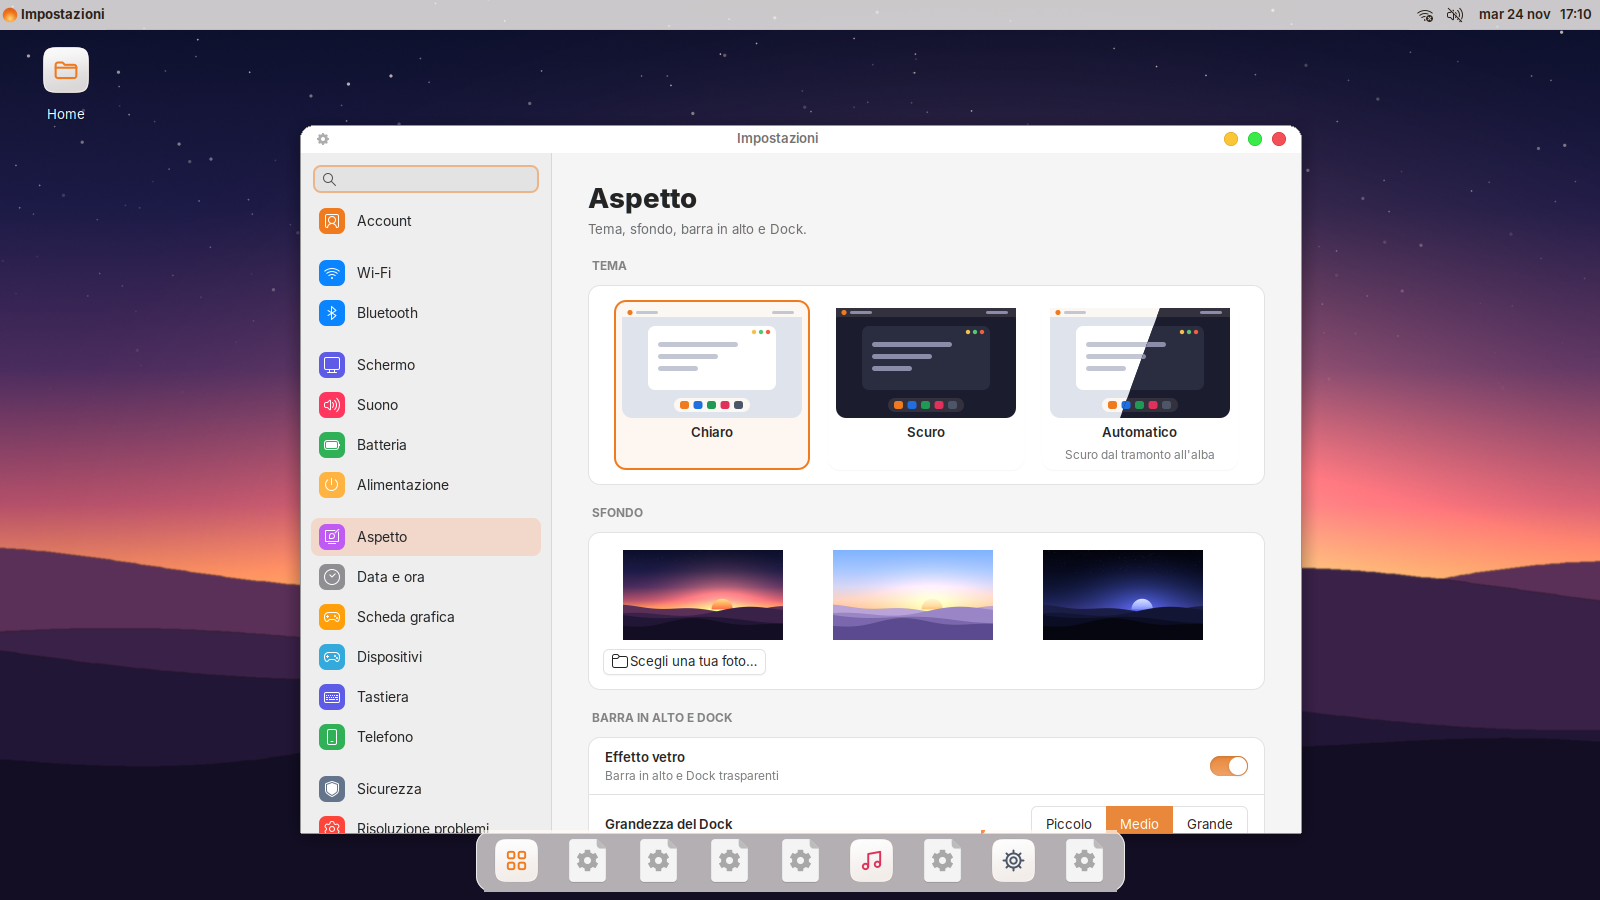 Impostazioni
mar 24 nov 17:10
Home
Impostazioni
Account
Wi-Fi
Bluetooth
Schermo
Suono
Batteria
Alimentazione
Aspetto
Data e ora
Scheda grafica
Dispositivi
Tastiera
Telefono
Sicurezza
Risoluzione problemi
Aspetto
Tema, sfondo, barra in alto e Dock.
TEMA
Chiaro
Scuro
Automatico
Scuro dal tramonto all'alba
SFONDO
Scegli una tua foto...
BARRA IN ALTO E DOCK
Effetto vetro
Barra in alto e Dock trasparenti
Grandezza del Dock
Piccolo
Medio
Grande